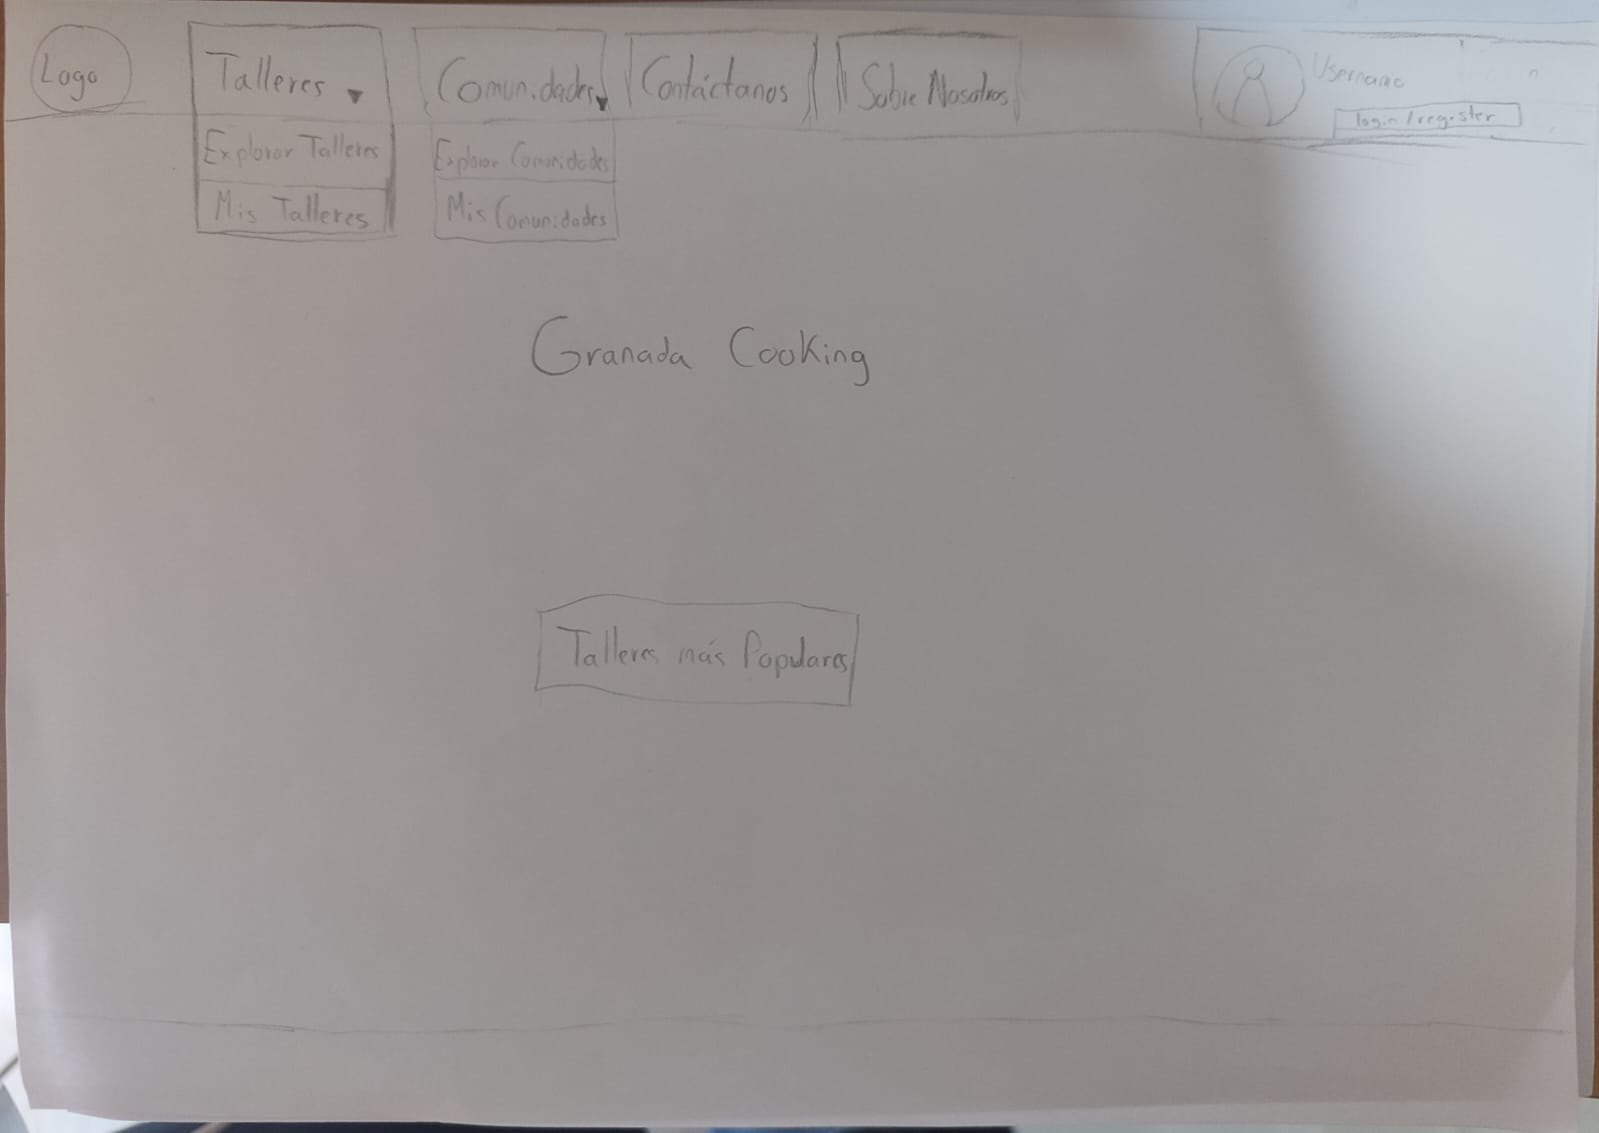 Logo
Talleres
Comunidades
Contáctanos
Sobre Nosotros
Username
login/register
Explorar Talleres
Explorar Comunidades
Mis Talleres
Mis Comunidades
Granada Cooking
Talleres más Populares